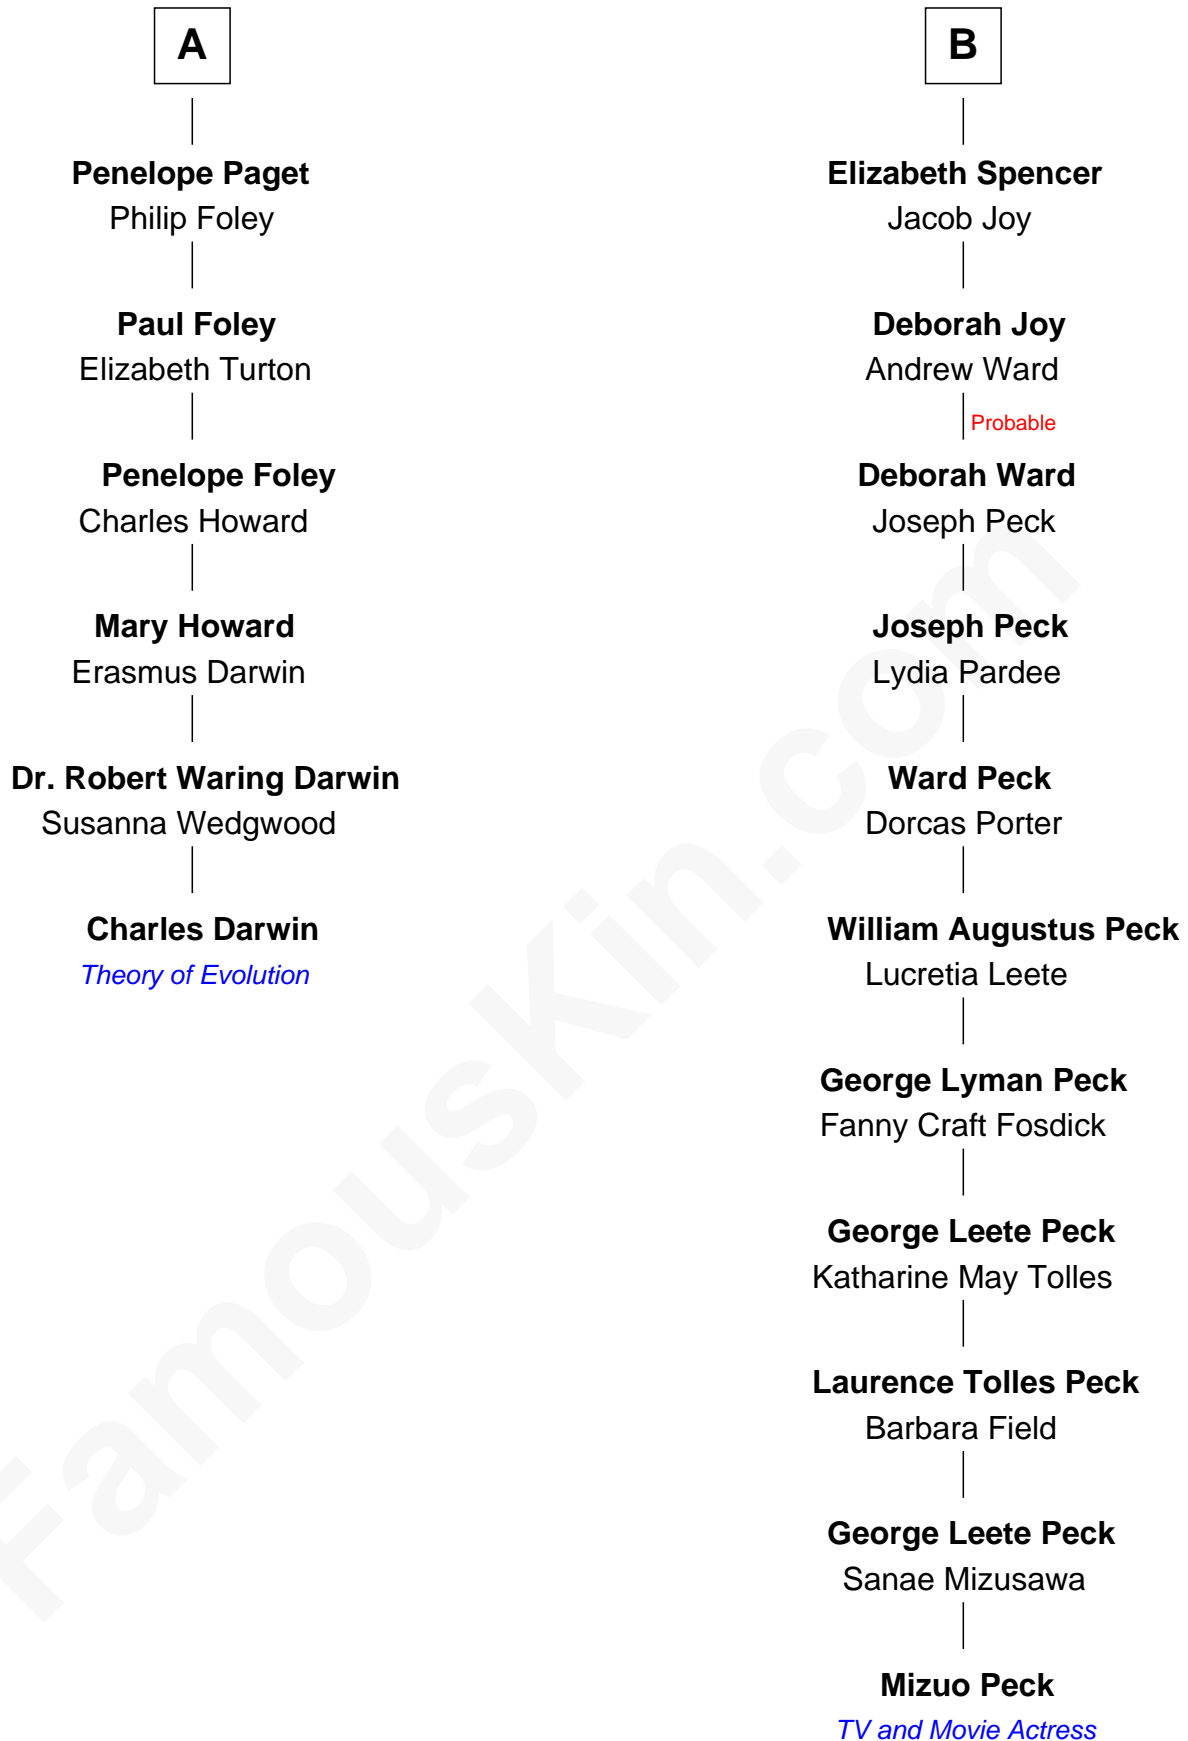 A
Penelope Paget
Philip Foley
Paul Foley
Elizabeth Turton
Penelope Foley
Charles Howard
Mary Howard
Erasmus Darwin
Dr. Robert Waring Darwin
Susanna Wedgwood
Charles Darwin
Theory of Evolution
B
Elizabeth Spencer
Jacob Joy
Deborah Joy
Andrew Ward
Probable
Deborah Ward
Joseph Peck
Joseph Peck
Lydia Pardee
Ward Peck
Dorcas Porter
William Augustus Peck
Lucretia Leete
George Lyman Peck
Fanny Craft Fosdick
George Leete Peck
Katharine May Tolles
Laurence Tolles Peck
Barbara Field
George Leete Peck
Sanae Mizusawa
Mizuo Peck
TV and Movie Actress
FamousKin.com